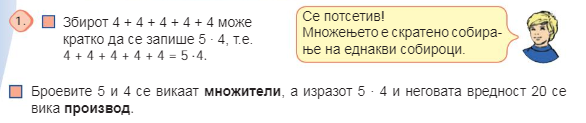 1. Збирот 4 + 4 + 4 + 4 + 4 може
кратко да се запише 5 · 4, т.е.
4 + 4 + 4 + 4 + 4 = 5 ·4.
Се потсетив!
Множењето е скратено собира-
ње на еднакви собироци.
Броевите 5 и 4 се викаат множители, а изразот 5 · 4 и неговата вредност 20 се
вика производ.